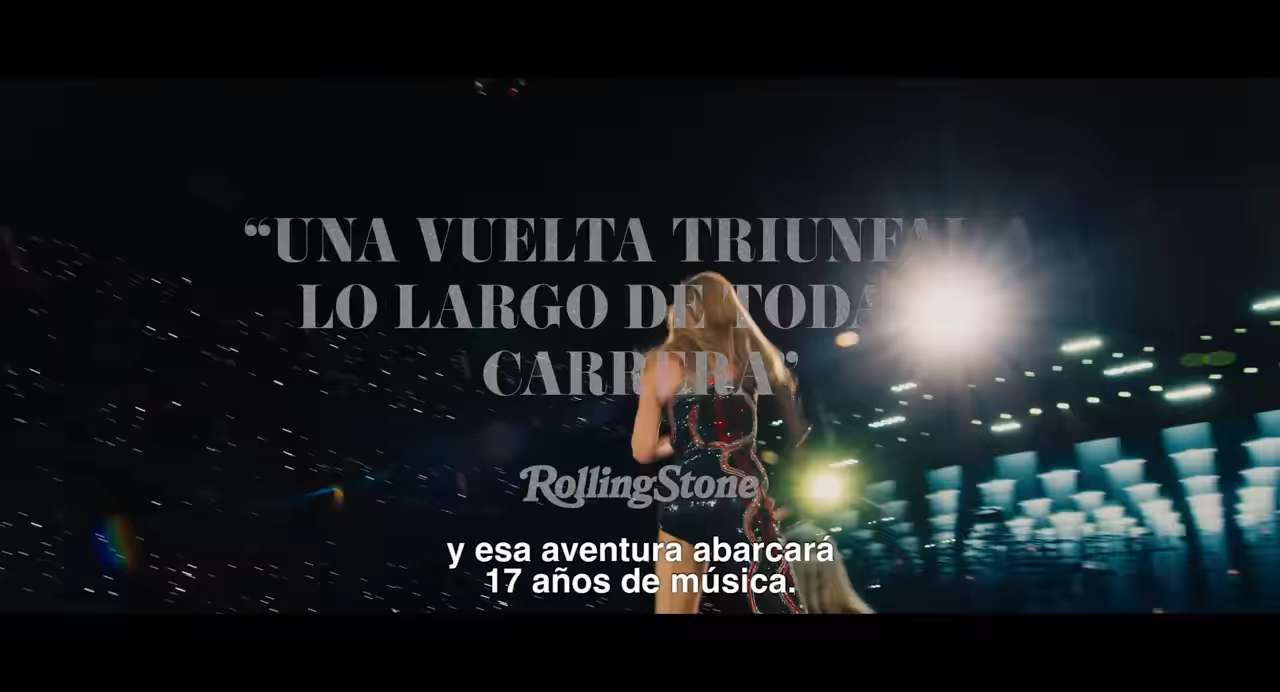 “UNA VUELTA TRIUNFAL A
LO LARGO DE TODA
CARRERA”
RollingStone
y esa aventura abarcará
17 años de música.